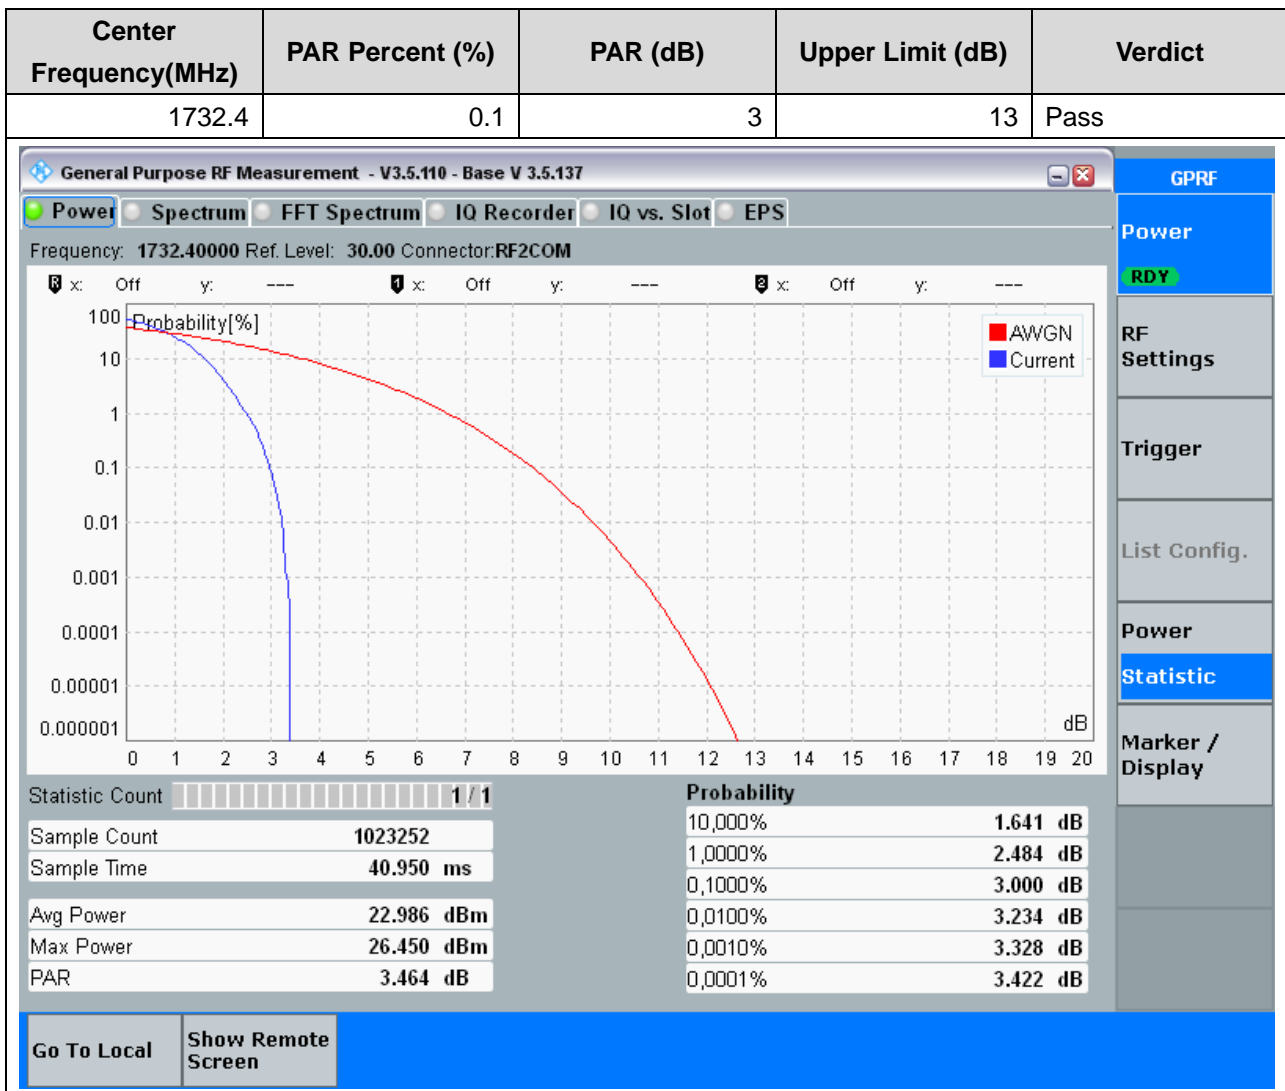 Center Frequency(MHz) PAR Percent (%) PAR (dB) Upper Limit (dB) Verdict
1732.4 0.1 3 13 Pass
General Purpose RF Measurement - V3.5.110 - Base V 3.5.137
GPRF
Power Spectrum FFT Spectrum IQ Recorder IQ vs. Slot EPS
Frequency: 1732.40000 Ref. Level: 30.00 Connector:RF2COM
R x: Off y: --- 1 x: Off y: --- 2 x: Off y: ---
Probability[%]
AWGN
Current
100
10
1
0.1
0.01
0.001
0.0001
0.00001
0.000001
dB
0 1 2 3 4 5 6 7 8 9 10 11 12 13 14 15 16 17 18 19 20
Statistic Count 1 / 1
Sample Count 1023252
Sample Time 40.950 ms
Avg Power 22.986 dBm
Max Power 26.450 dBm
PAR 3.464 dB
Probability
10,000% 1.641 dB
1,0000% 2.484 dB
0,1000% 3.000 dB
0,0100% 3.234 dB
0,0010% 3.328 dB
0,0001% 3.422 dB
Power
RDY
RF
Settings
Trigger
List Config.
Power
Statistic
Marker /
Display
Go To Local
Show Remote
Screen